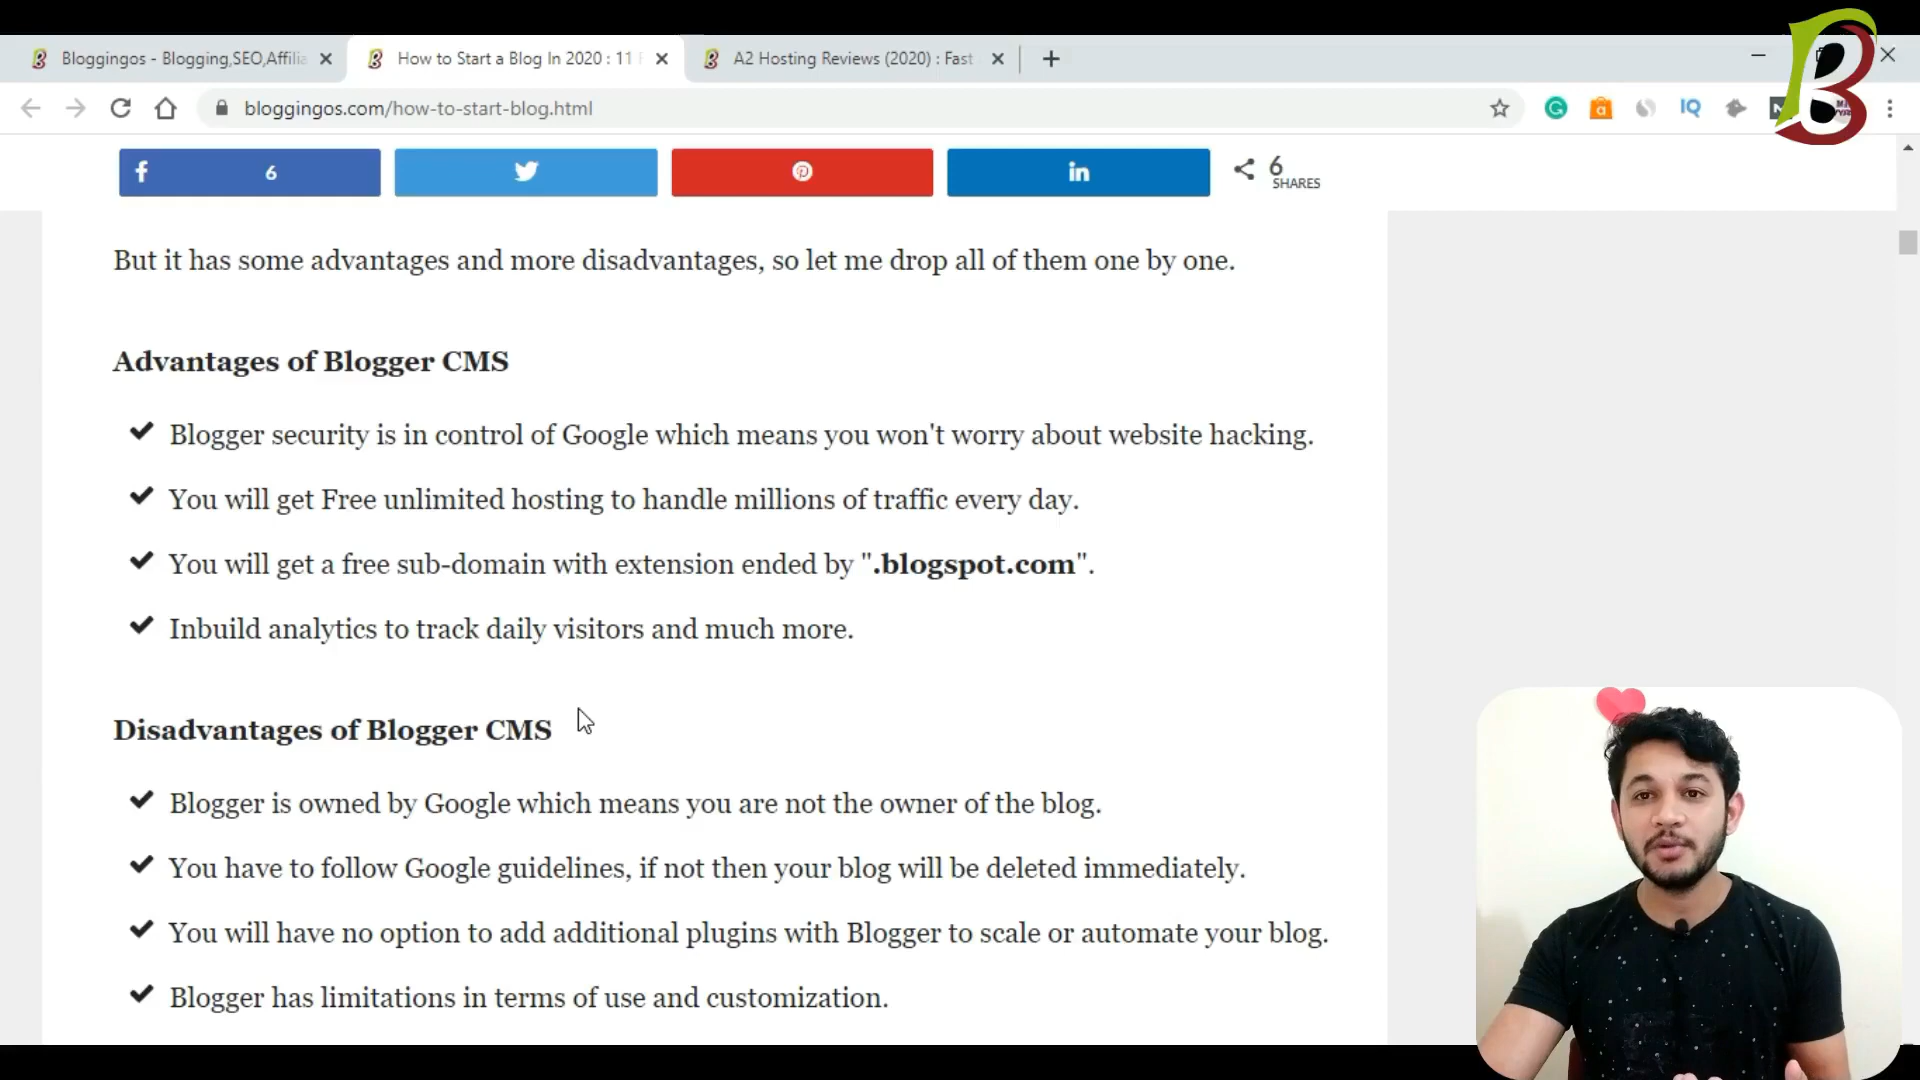 Bloggingos - Blogging,SEO,Affilia
How to Start a Blog In 2020 : 11
A2 Hosting Reviews (2020) : Fast
bloggingos.com/how-to-start-blog.html
6
6
SHARES
But it has some advantages and more disadvantages, so let me drop all of them one by one.
Advantages of Blogger CMS
Blogger security is in control of Google which means you won't worry about website hacking.
You will get Free unlimited hosting to handle millions of traffic every day.
You will get a free sub-domain with extension ended by ".blogspot.com".
Inbuild analytics to track daily visitors and much more.
Disadvantages of Blogger CMS
Blogger is owned by Google which means you are not the owner of the blog.
You have to follow Google guidelines, if not then your blog will be deleted immediately.
You will have no option to add additional plugins with Blogger to scale or automate your blog.
Blogger has limitations in terms of use and customization.